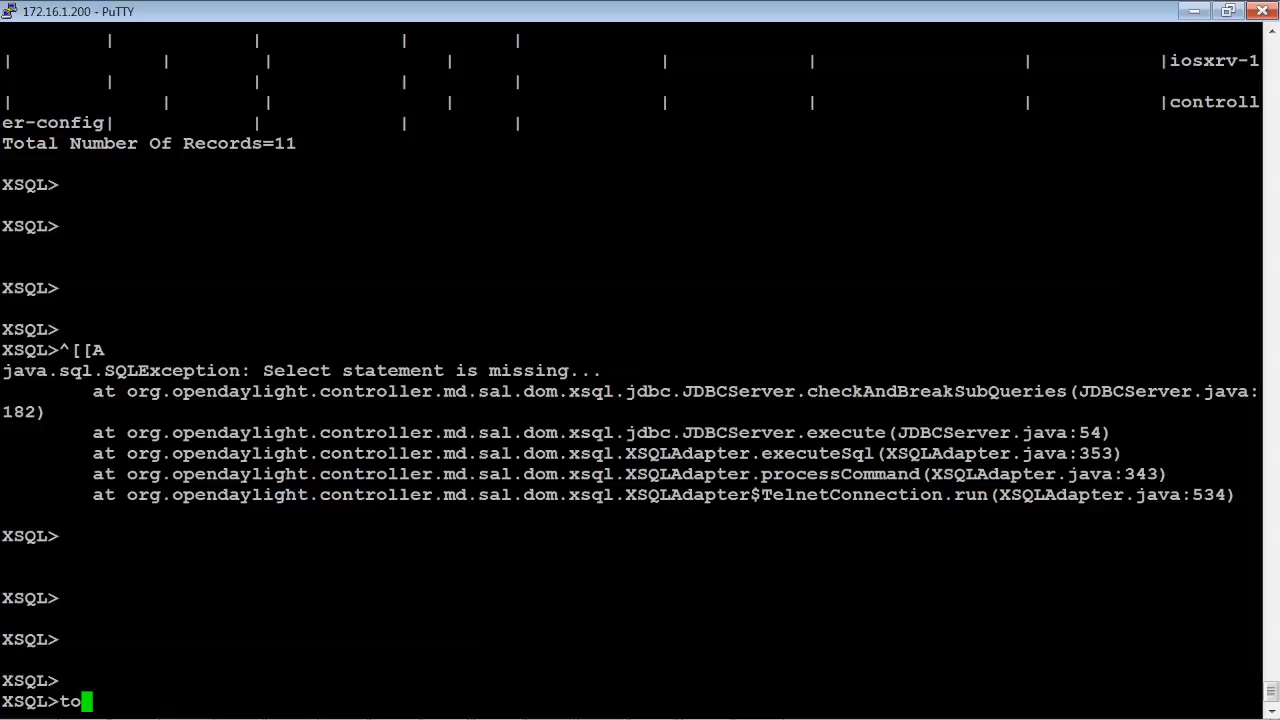 172.16.1.200 - PuTTY
| | | |
| | | | | | | |iosxrv-1
| | | |
| | | | | | | |controll
er-config| | | |
Total Number Of Records=11
XSQL>
XSQL>
XSQL>
XSQL>
XSQL>^[[A
java.sql.SQLException: Select statement is missing...
at org.opendaylight.controller.md.sal.dom.xsql.jdbc.JDBCServer.checkAndBreakSubQueries(JDBCServer.java:
182)
at org.opendaylight.controller.md.sal.dom.xsql.jdbc.JDBCServer.execute(JDBCServer.java:54)
at org.opendaylight.controller.md.sal.dom.xsql.XSQLAdapter.executeSql(XSQLAdapter.java:353)
at org.opendaylight.controller.md.sal.dom.xsql.XSQLAdapter.processCommand(XSQLAdapter.java:343)
at org.opendaylight.controller.md.sal.dom.xsql.XSQLAdapter$TelnetConnection.run(XSQLAdapter.java:534)
XSQL>
XSQL>
XSQL>
XSQL>
XSQL>to